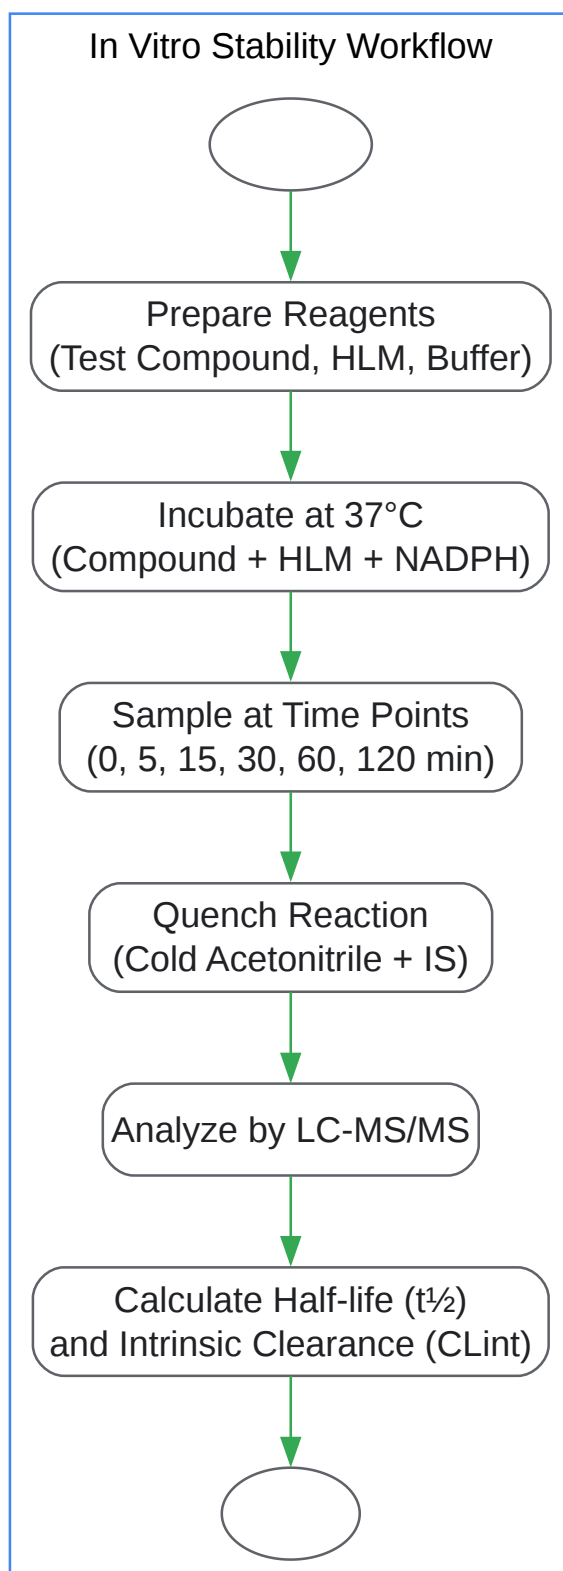 In Vitro Stability Workflow
Prepare Reagents
(Test Compound, HLM, Buffer)
Incubate at 37°C
(Compound + HLM + NADPH)
Sample at Time Points
(0, 5, 15, 30, 60, 120 min)
Quench Reaction
(Cold Acetonitrile + IS)
Analyze by LC-MS/MS
Calculate Half-life (t½)
and Intrinsic Clearance (CLint)